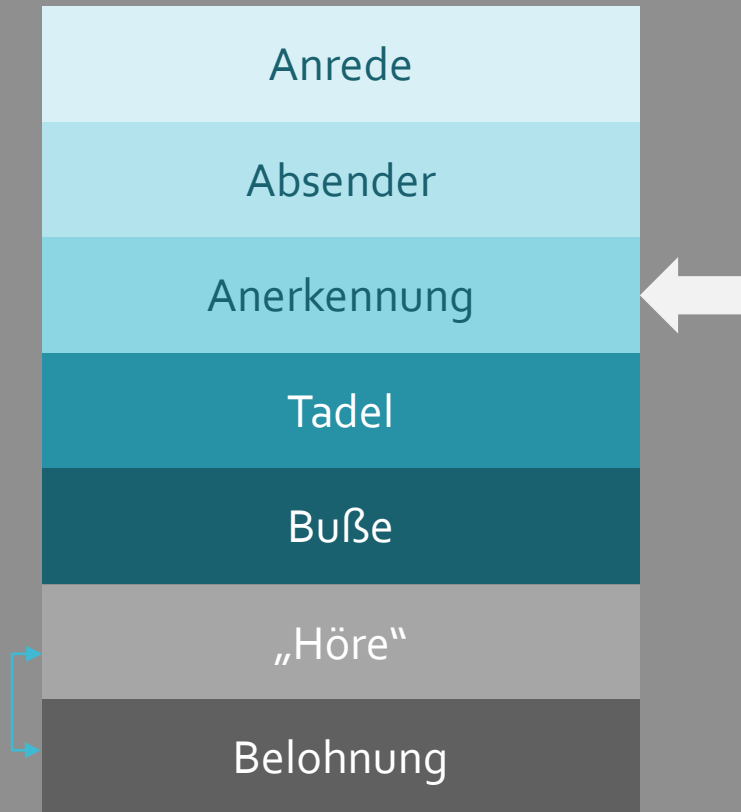 Anrede
Absender
Anerkennung
Tadel
Buße
„Höre“
Belohnung